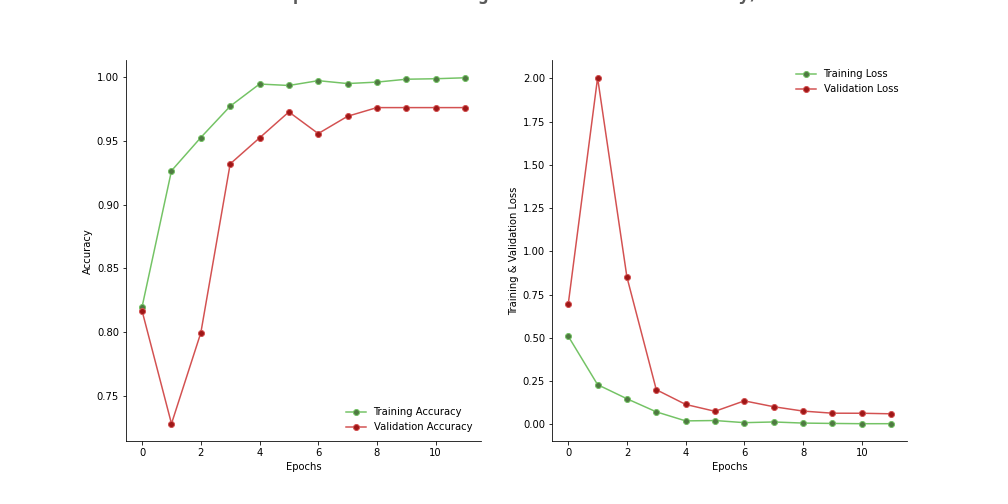 1.00
0.95
0.90
0.85
0.80
0.75
Accuracy
0 2 4 6 8 10
Epochs
Training Accuracy
Validation Accuracy
2.00
1.75
1.50
1.25
1.00
0.75
0.50
0.25
0.00
Training & Validation Loss
0 2 4 6 8 10
Epochs
Training Loss
Validation Loss